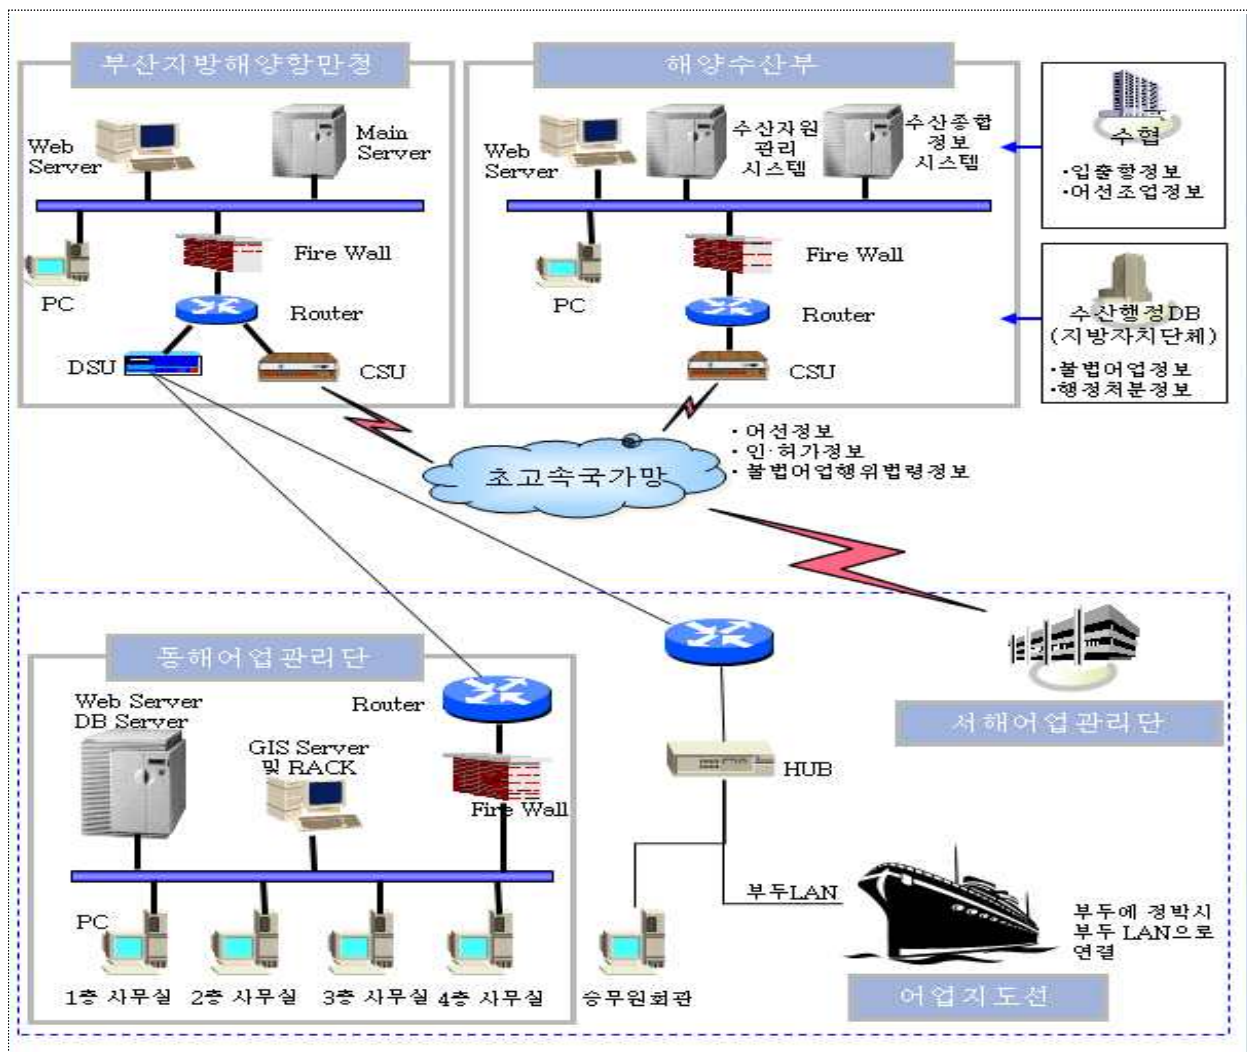 부산지방해양항만청
Web
Server
Main
Server
PC
Fire Wall
Router
DSU
CSU
해양수산부
Web
Server
수산자원
관리
시스템
수산종합
정보
시스템
PC
Fire Wall
Router
CSU
수협
·입출항정보
·어선조업정보
수산행정DB
(지방자치단체)
·불법어업정보
·행정처분정보
초고속국가망
· 어선정보
· 인·허가정보
· 불법어업행위법령정보
동해어업관리단
Web Server
DB Server
GIS Server
및 RACK
Router
Fire Wall
PC
1층 사무실
2층 사무실
3층 사무실
4층 사무실
승무원회관
HUB
부두LAN
서해어업관리단
부두에 정박시
부두 LAN으로
연결
어업지도선